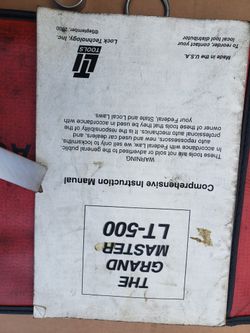 THE
GRAND
MASTER
LT-500
Comprehensive Instruction Manual
WARNING
These tools are not sold or advertised to the general public.
In accordance with Federal Law, we sell only to locksmiths,
auto repossessors, new and used car dealers, and
professional auto mechanics. It is the responsibility of the
owner of these tools that they be used in accordance with
your Federal, and State and Local Laws.
LT
TOOLS
Lock Technology, Inc.
©September, 2000
Made in the U.S.A.
To reorder, contact your
local tool distributor